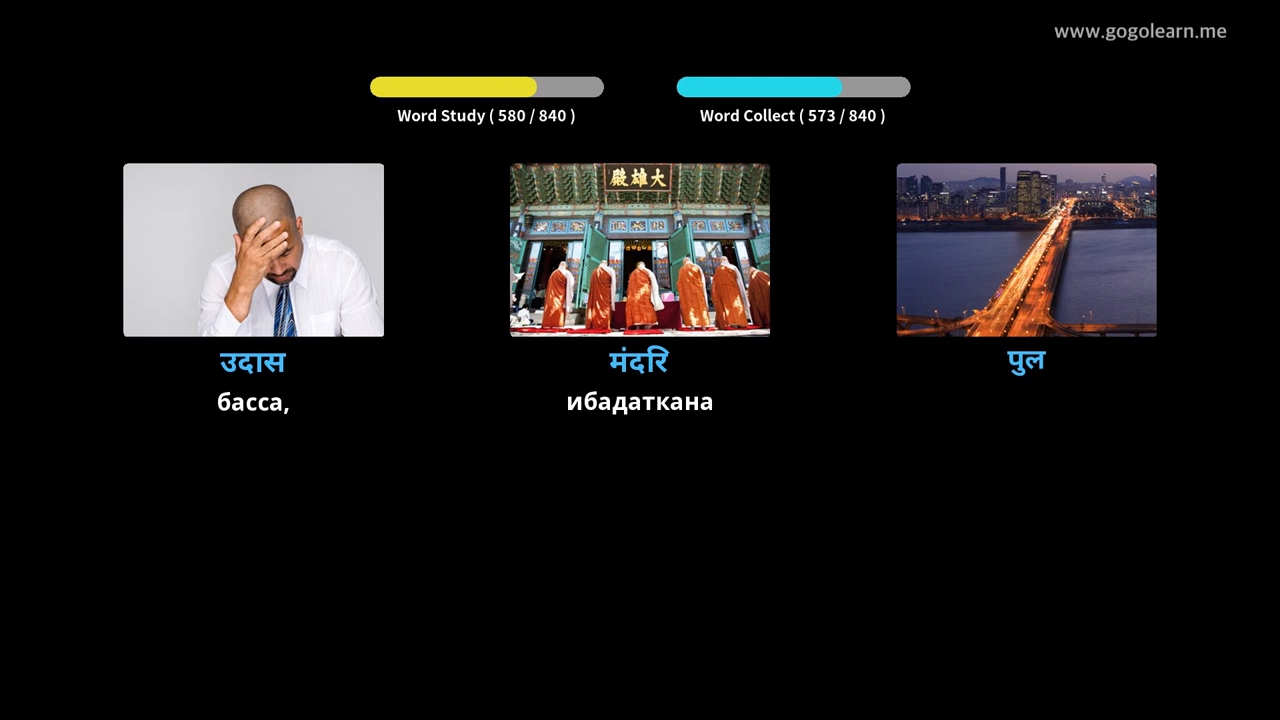 www.gogolearn.me
Word Study ( 580 / 840 )
Word Collect ( 573 / 840 )
大雄殿
उदास
मंदिर
पुल
басса,
ибадаткана